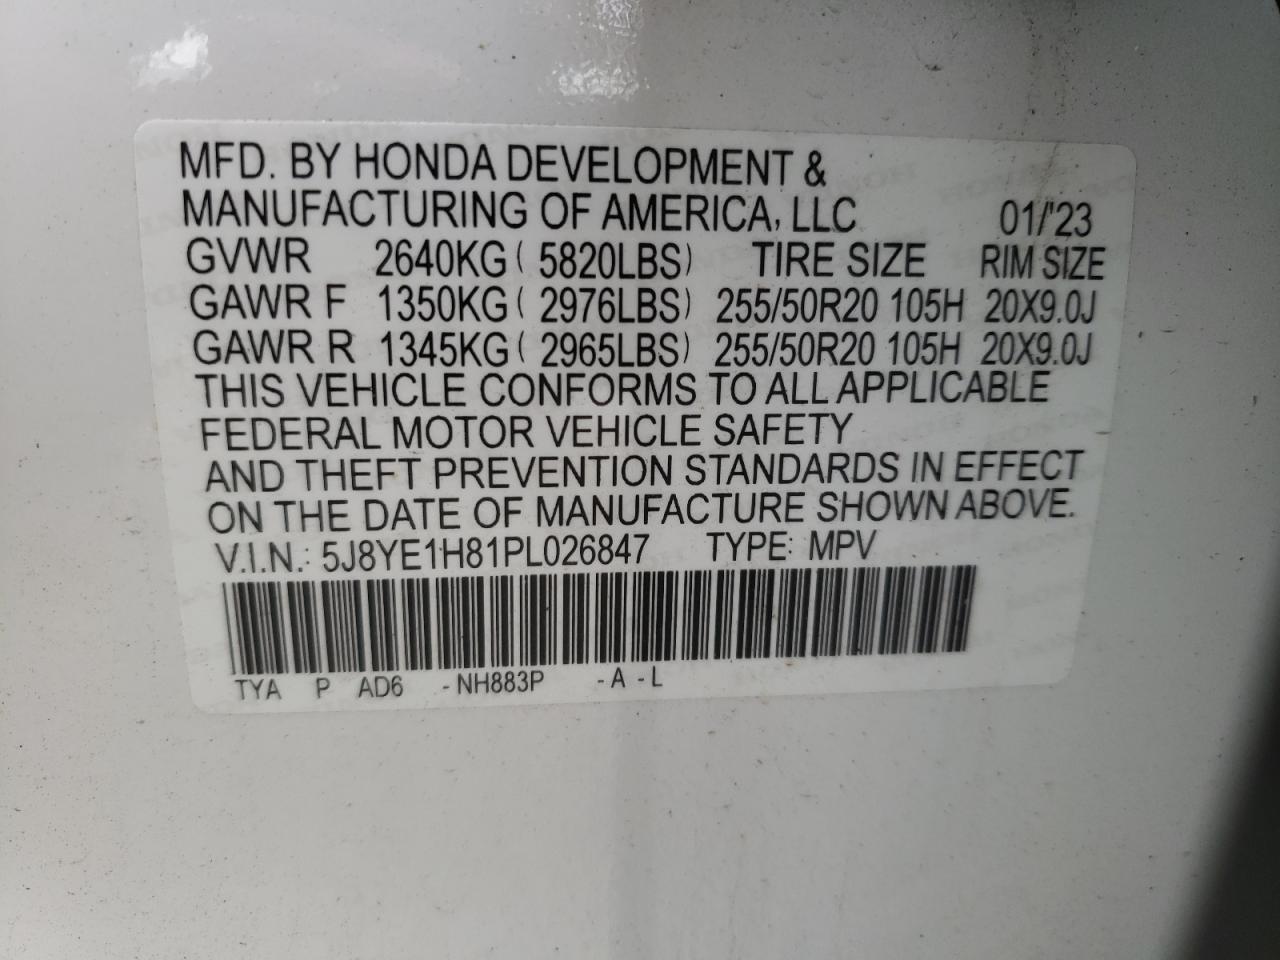 MFD. BY HONDA DEVELOPMENT &
MANUFACTURING OF AMERICA, LLC 01/'23
GVWR 2640KG ( 5820LBS) TIRE SIZE RIM SIZE
GAWR F 1350KG ( 2976LBS) 255/50R20 105H 20X9.0J
GAWR R 1345KG ( 2965LBS) 255/50R20 105H 20X9.0J
THIS VEHICLE CONFORMS TO ALL APPLICABLE
FEDERAL MOTOR VEHICLE SAFETY
AND THEFT PREVENTION STANDARDS IN EFFECT
ON THE DATE OF MANUFACTURE SHOWN ABOVE.
V.I.N.: 5J8YE1H81PL026847 TYPE: MPV
TYA P AD6 -NH883P -A -L